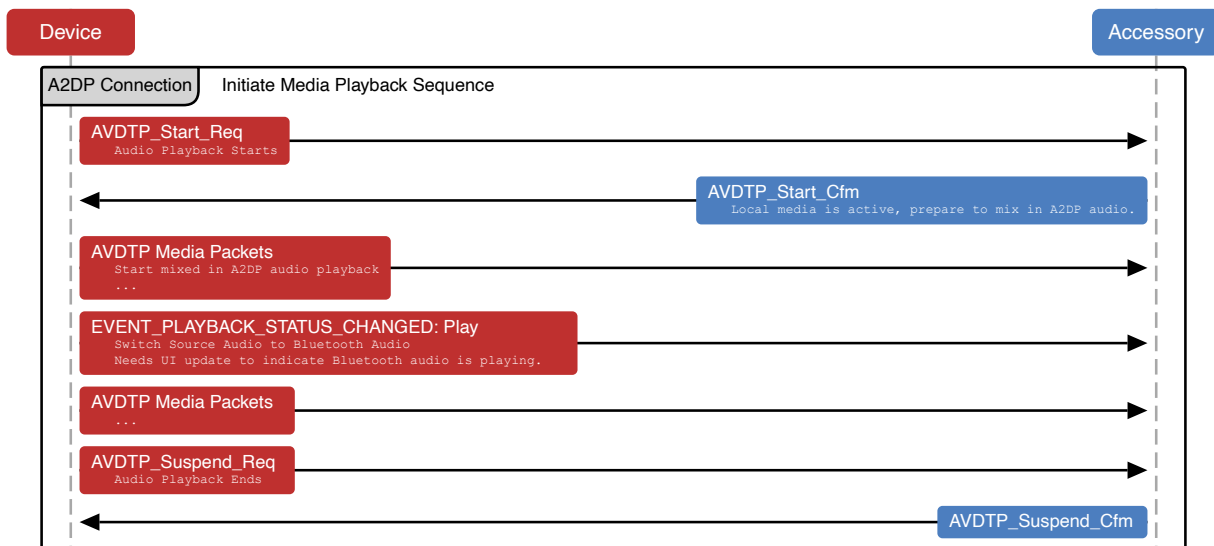 Device
Accessory
A2DP Connection
Initiate Media Playback Sequence
AVDTP_Start_Req
Audio Playback Starts
AVDTP_Start_Cfm
Local media is active, prepare to mix in A2DP audio.
AVDTP Media Packets
Start mixed in A2DP audio playback
...
EVENT_PLAYBACK_STATUS_CHANGED: Play
Switch Source Audio to Bluetooth Audio
Needs UI update to indicate Bluetooth audio is playing.
AVDTP Media Packets
...
AVDTP_Suspend_Req
Audio Playback Ends
AVDTP_Suspend_Cfm